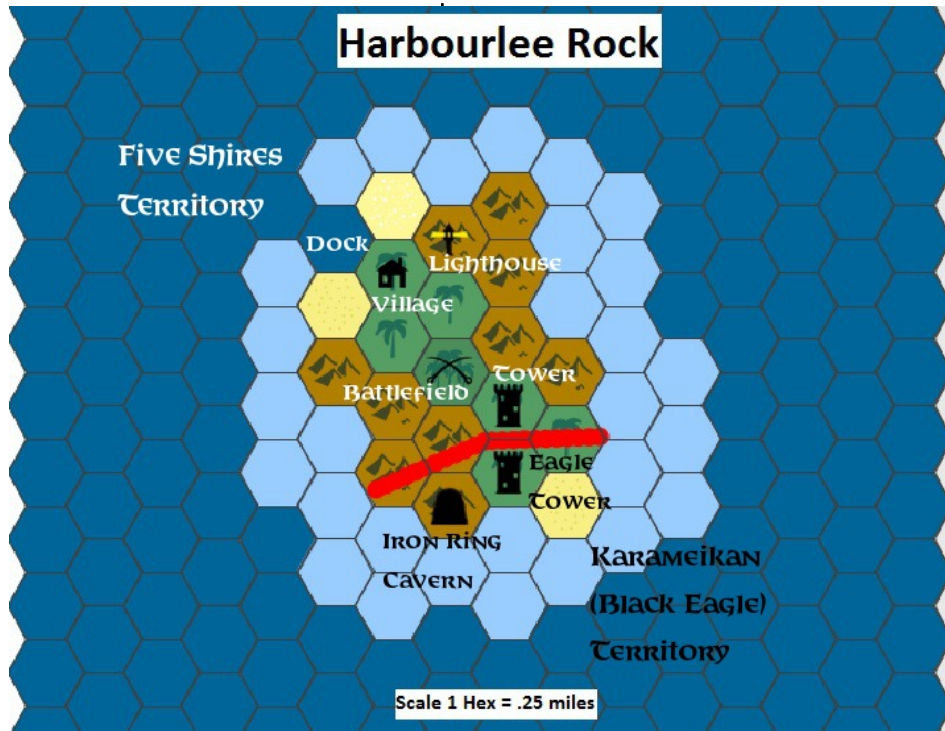 Harbourlee Rock
Five Shires
Territory
Dock
Lighthouse
Village
Tower
Battlefield
Eagle
Tower
Iron Ring
Cavern
Karameikan
(Black Eagle)
Territory
Scale 1 Hex = .25 miles